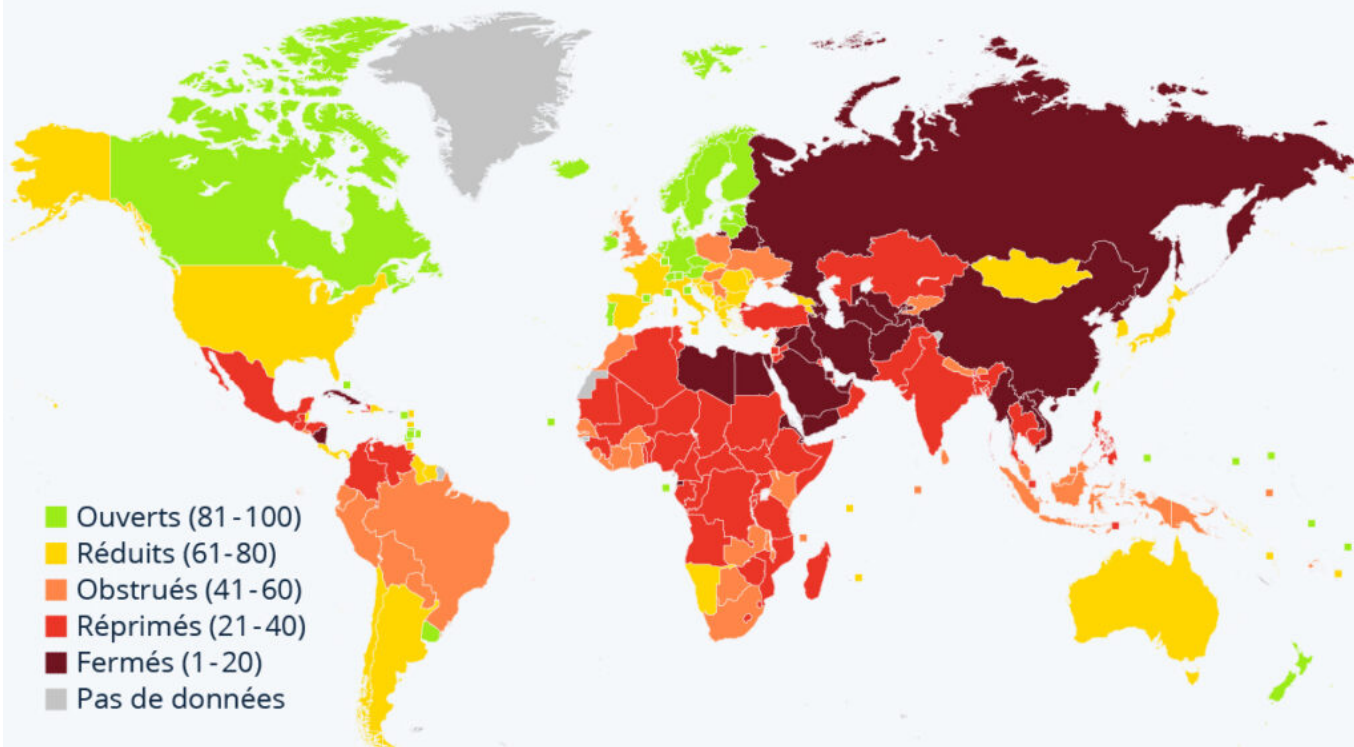 Ouverts (81-100)
Réduits (61-80)
Obstrués (41-60)
Réprimés (21-40)
Fermés (1-20)
Pas de données